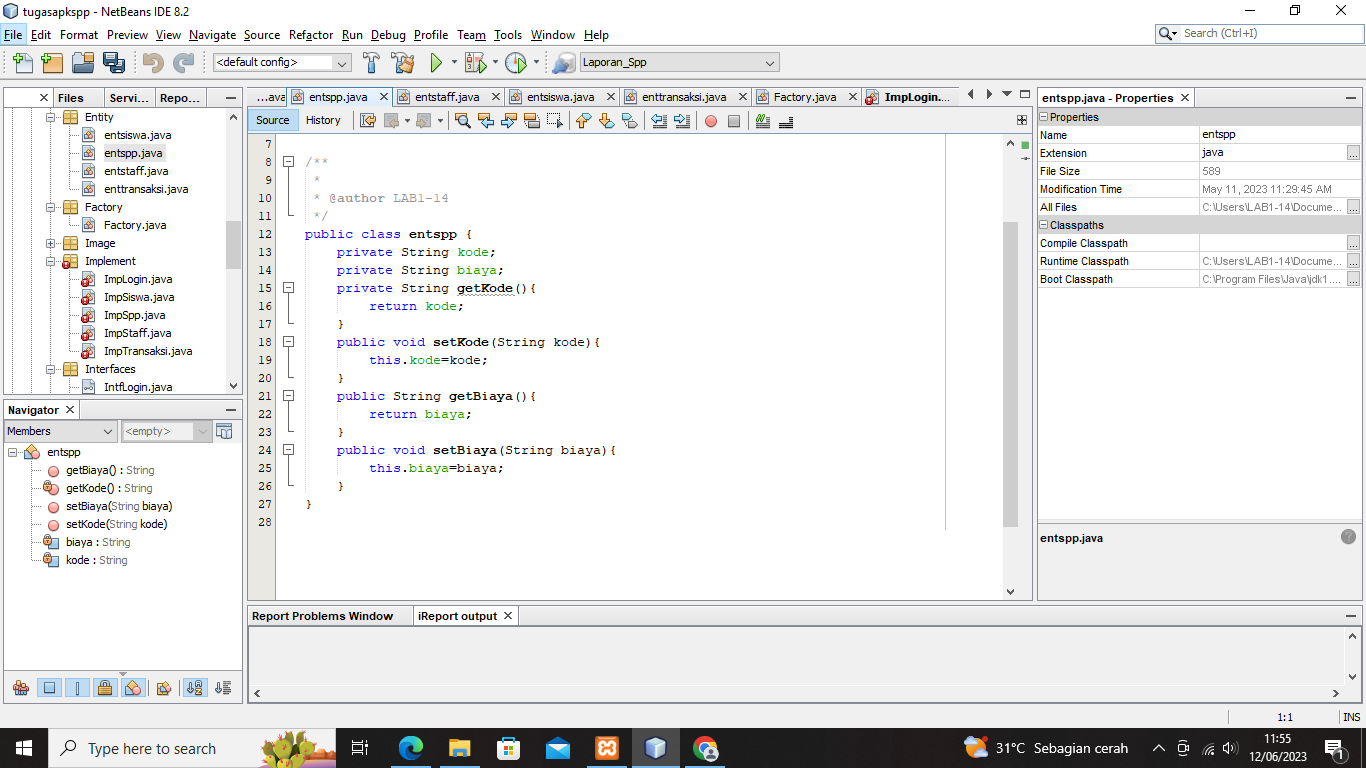 tugasapkspp - NetBeans IDE 8.2
File Edit Format Preview View Navigate Source Refactor Run Debug Profile Team Tools Window Help
Search (Ctrl+I)
<default config>
Laporan_Spp
Files Servi... Repo...
Entity
entsiswa.java
entspp.java
entstaff.java
enttransaksi.java
Factory
Factory.java
Image
Implement
ImpLogin.java
ImpSiswa.java
ImpSpp.java
ImpStaff.java
ImpTransaksi.java
Interfaces
IntfLogin.java
Navigator
Members <empty>
entspp
getBiaya() : String
getKode() : String
setBiaya(String biaya)
setKode(String kode)
biaya : String
kode : String
...ava entspp.java entstaff.java entsiswa.java enttransaksi.java Factory.java ImpLogin....
Source History
7
8 /**
9 *
10 * @author LAB1-14
11 */
12 public class entspp {
13 private String kode;
14 private String biaya;
15 private String getKode(){
16 return kode;
17 }
18 public void setKode(String kode){
19 this.kode=kode;
20 }
21 public String getBiaya(){
22 return biaya;
23 }
24 public void setBiaya(String biaya){
25 this.biaya=biaya;
26 }
27 }
28
Report Problems Window iReport output
entspp.java - Properties
Properties
Name entspp
Extension java
File Size 589
Modification Time May 11, 2023 11:29:45 AM
All Files C:\Users\LAB1-14\Docume...
Classpaths
Compile Classpath
Runtime Classpath C:\Users\LAB1-14\Docume...
Boot Classpath C:\Program Files\Java\jdk1....
entspp.java
1:1 INS
Type here to search
31°C Sebagian cerah
11:55
12/06/2023
1